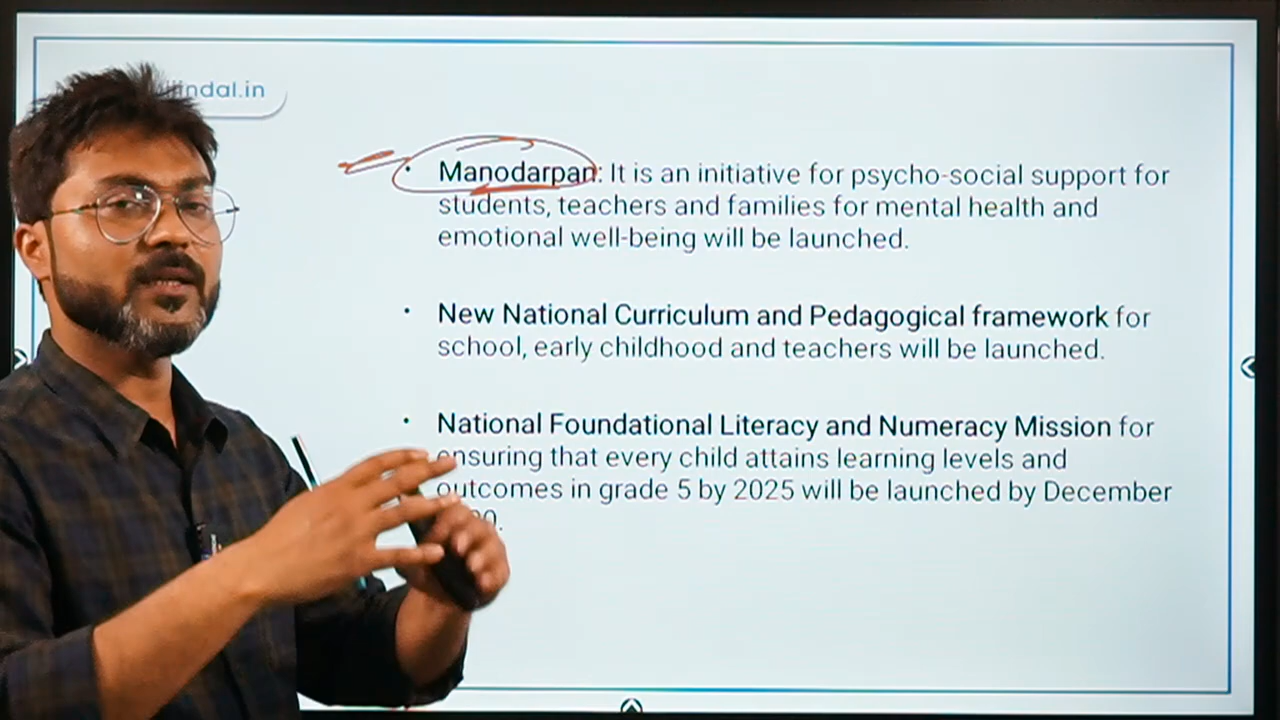 indal.in
• Manodarpan: It is an initiative for psycho-social support for
students, teachers and families for mental health and
emotional well-being will be launched.
• New National Curriculum and Pedagogical framework for
school, early childhood and teachers will be launched.
• National Foundational Literacy and Numeracy Mission for
ensuring that every child attains learning levels and
outcomes in grade 5 by 2025 will be launched by December